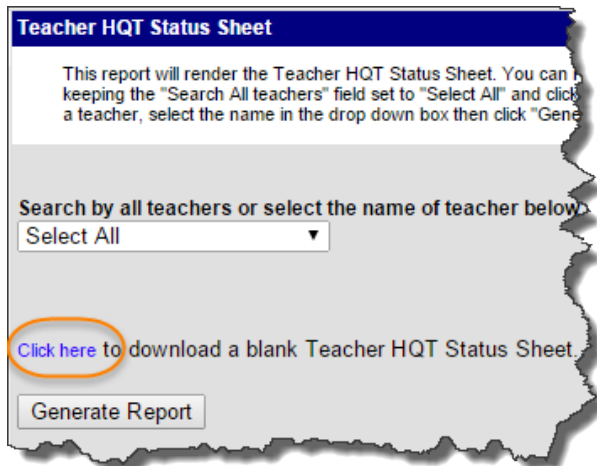 Teacher HQT Status Sheet
This report will render the Teacher HQT Status Sheet. You can
keeping the "Search All teachers" field set to "Select All" and click
a teacher, select the name in the drop down box then click "Gene
Search by all teachers or select the name of teacher below
Select All
Click here to download a blank Teacher HQT Status Sheet.
Generate Report